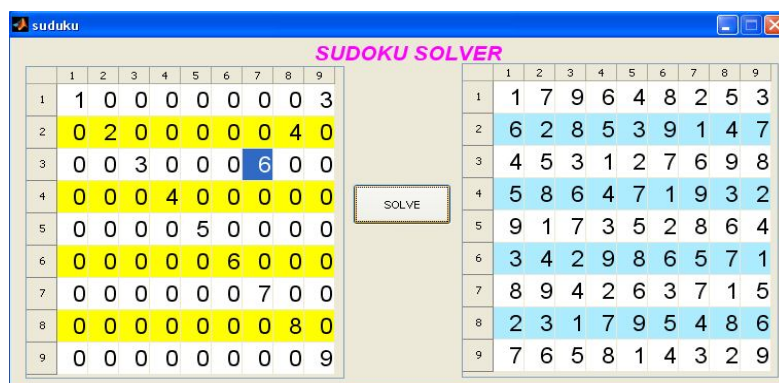 suduku
SUDOKU SOLVER
1 2 3 4 5 6 7 8 9
1 1 0 0 0 0 0 0 0 3
2 0 2 0 0 0 0 0 4 0
3 0 0 3 0 0 0 6 0 0
4 0 0 0 4 0 0 0 0 0
5 0 0 0 0 5 0 0 0 0
6 0 0 0 0 0 6 0 0 0
7 0 0 0 0 0 0 7 0 0
8 0 0 0 0 0 0 0 8 0
9 0 0 0 0 0 0 0 0 9
SOLVE
1 2 3 4 5 6 7 8 9
1 1 7 9 6 4 8 2 5 3
2 6 2 8 5 3 9 1 4 7
3 4 5 3 1 2 7 6 9 8
4 5 8 6 4 7 1 9 3 2
5 9 1 7 3 5 2 8 6 4
6 3 4 2 9 8 6 5 7 1
7 8 9 4 2 6 3 7 1 5
8 2 3 1 7 9 5 4 8 6
9 7 6 5 8 1 4 3 2 9